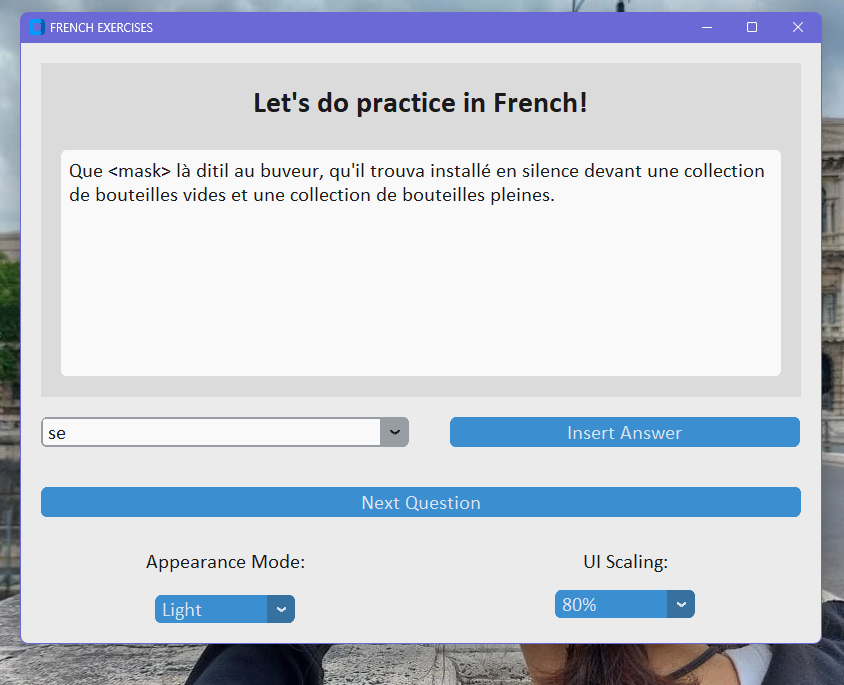 FRENCH EXERCISES
Let's do practice in French!
Que <mask> là ditil au buveur, qu'il trouva installé en silence devant une collection
de bouteilles vides et une collection de bouteilles pleines.
se
Insert Answer
Next Question
Appearance Mode:
UI Scaling:
Light
80%